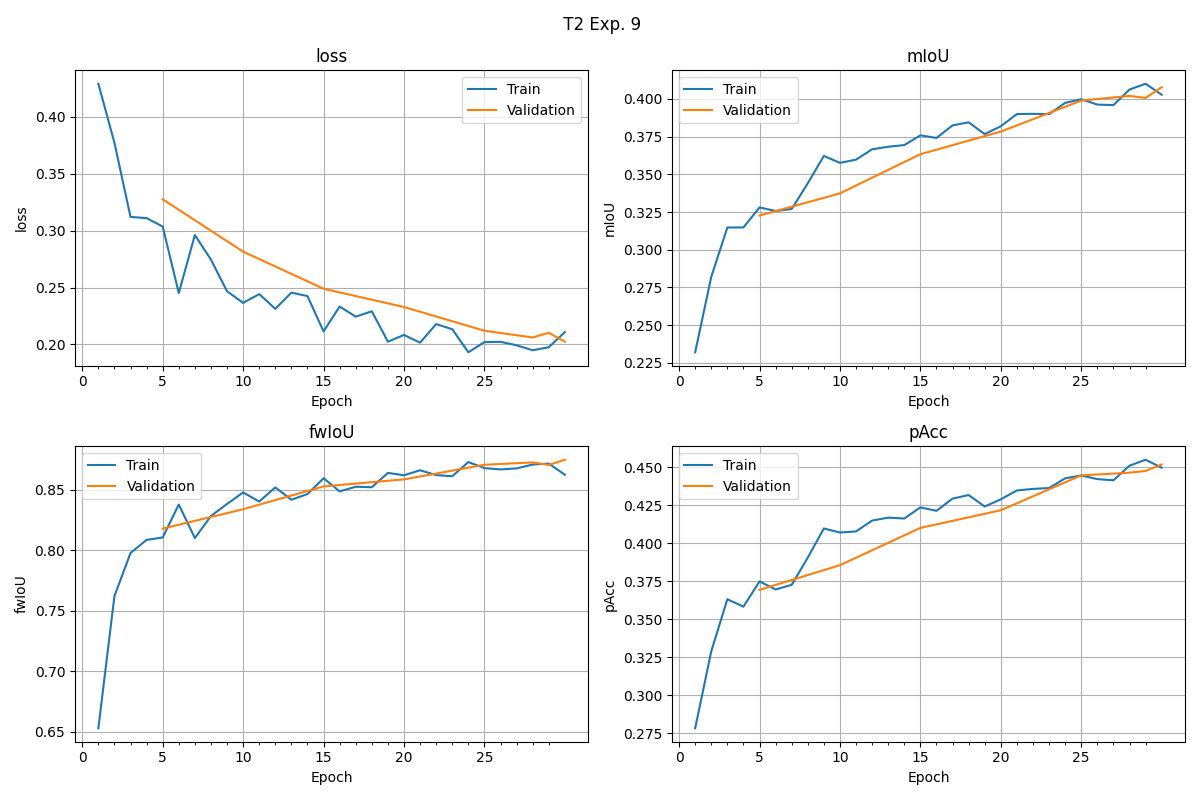 T2 Exp. 9
loss
Train
Validation
0.40
0.35
0.30
0.25
0.20
loss
0 5 10 15 20 25
Epoch
mIoU
Train
Validation
0.400
0.375
0.350
0.325
0.300
0.275
0.250
0.225
mIoU
0 5 10 15 20 25
Epoch
fwIoU
Train
Validation
0.85
0.80
0.75
0.70
0.65
fwIoU
0 5 10 15 20 25
Epoch
pAcc
Train
Validation
0.450
0.425
0.400
0.375
0.350
0.325
0.300
0.275
pAcc
0 5 10 15 20 25
Epoch